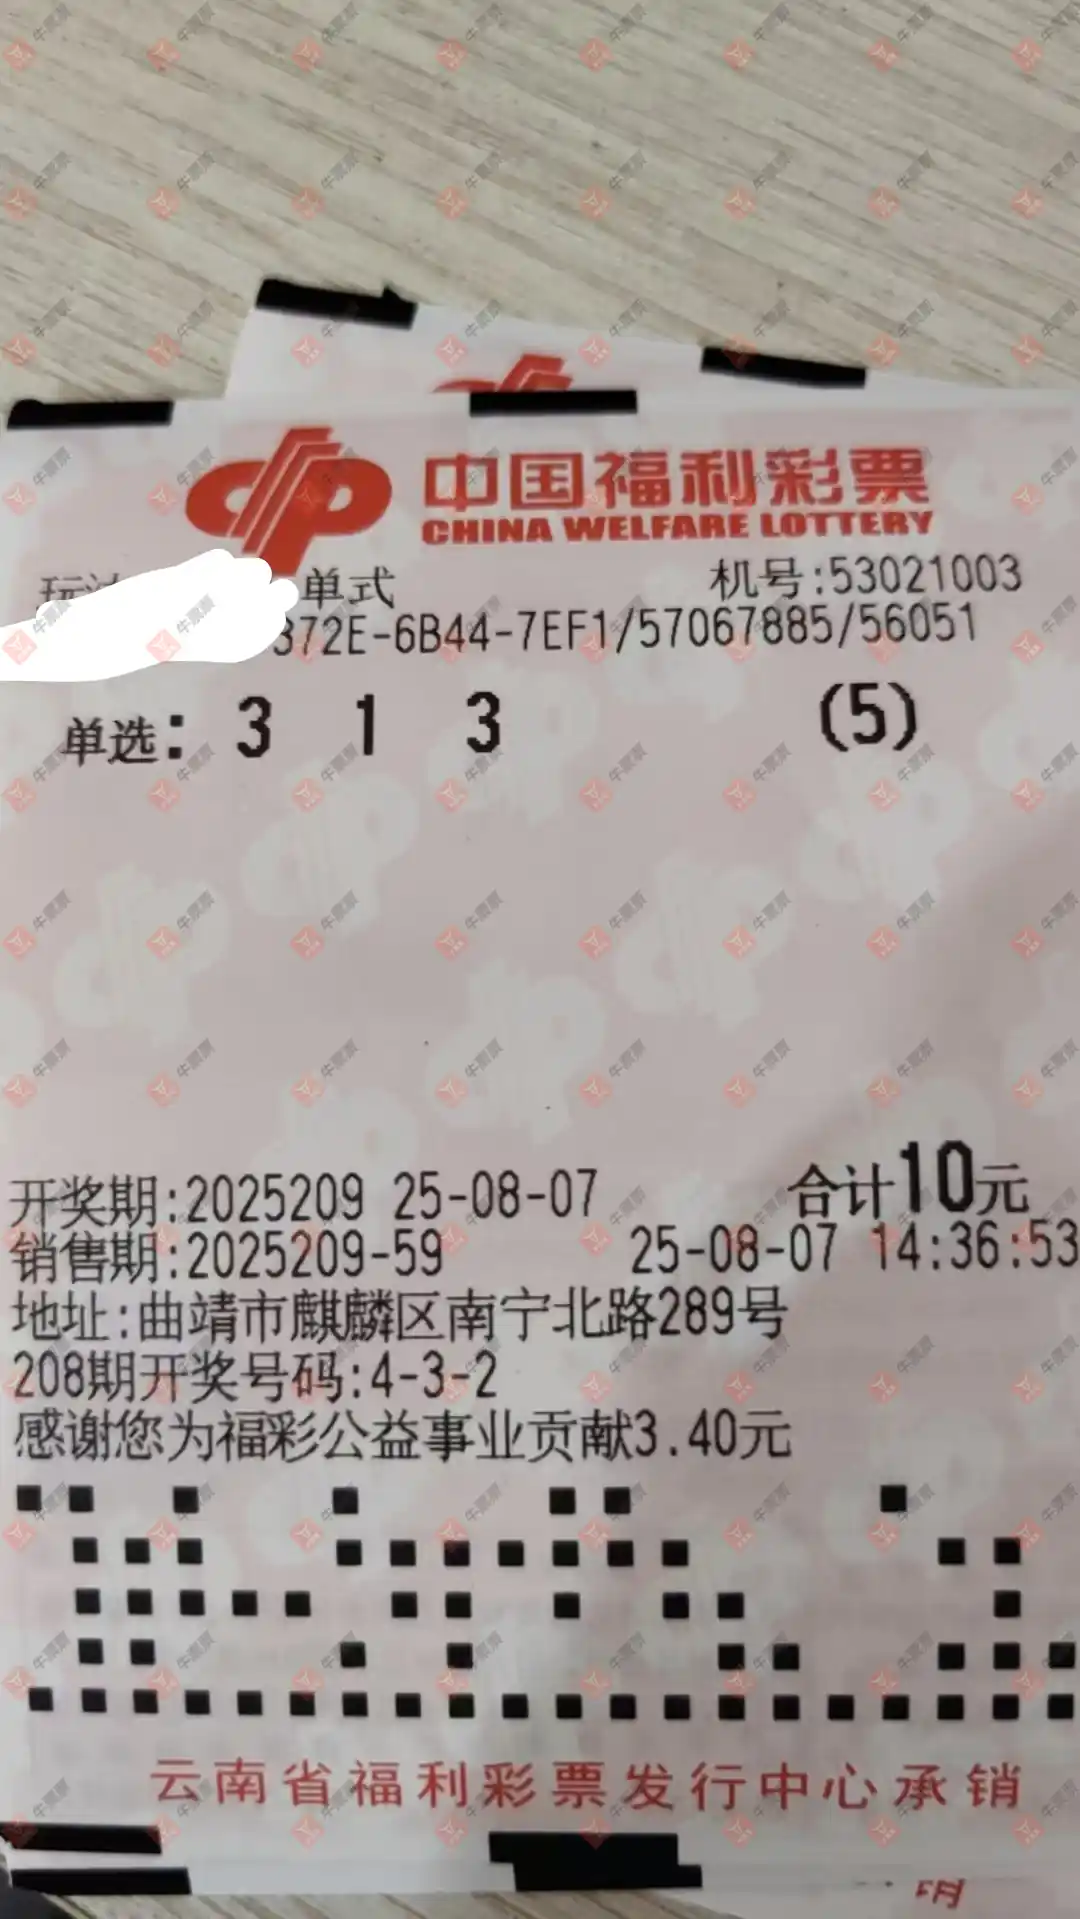 中国福利彩票
CHINA WELFARE LOTTERY
单式 机号:53021003
372E-6B44-7EF1/57067885/56051
单选: 3 1 3 (5)
开奖期:2025209 25-08-07 合计10元
销售期:2025209-59 25-08-07 14:36:53
地址:曲靖市麒麟区南宁北路289号
208期开奖号码:4-3-2
感谢您为福彩公益事业贡献3.40元
云南省福利彩票发行中心承销
牛票票